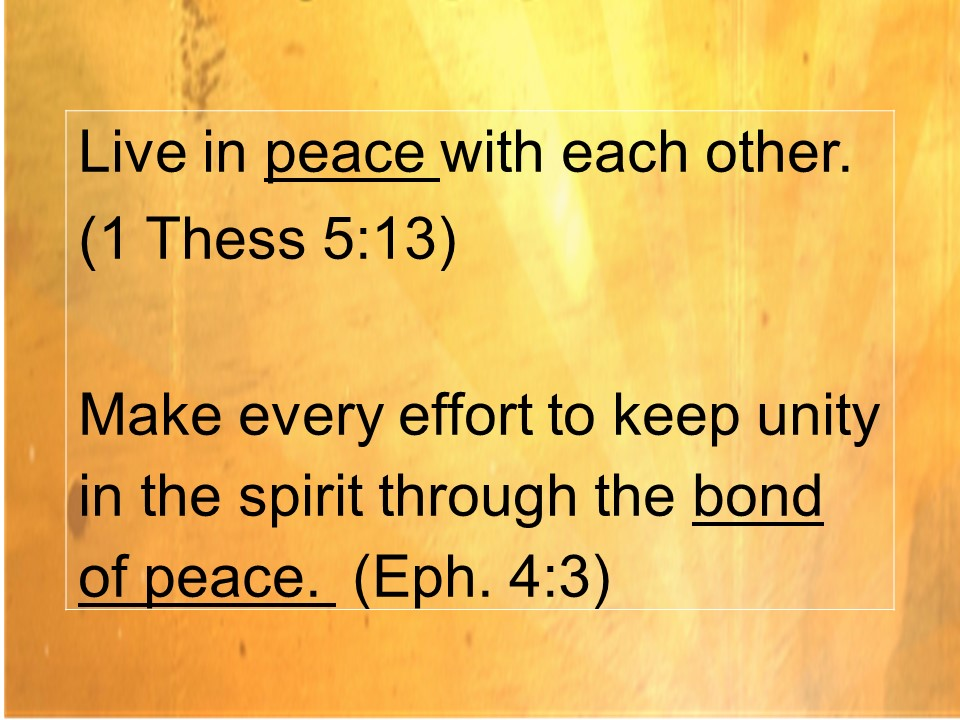 Live in peace with each other.
(1 Thess 5:13)
Make every effort to keep unity
in the spirit through the bond
of peace. (Eph. 4:3)